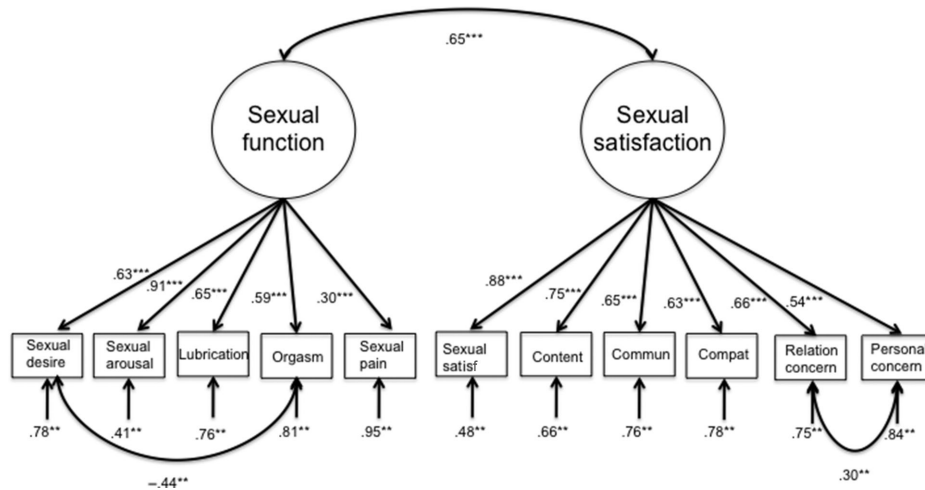 .65***
Sexual
function
Sexual
satisfaction
.63***
.91***
.65***
.59***
.30***
.88***
.75***
.65***
.63***
.66***
.54***
Sexual
desire
Sexual
arousal
Lubrication
Orgasm
Sexual
pain
Sexual
satisf
Content
Commun
Compat
Relation
concern
Persona
concern
.78**
.41**
.76**
.81**
.95**
.48**
.66**
.76**
.78**
.75**
.84**
–.44**
.30**